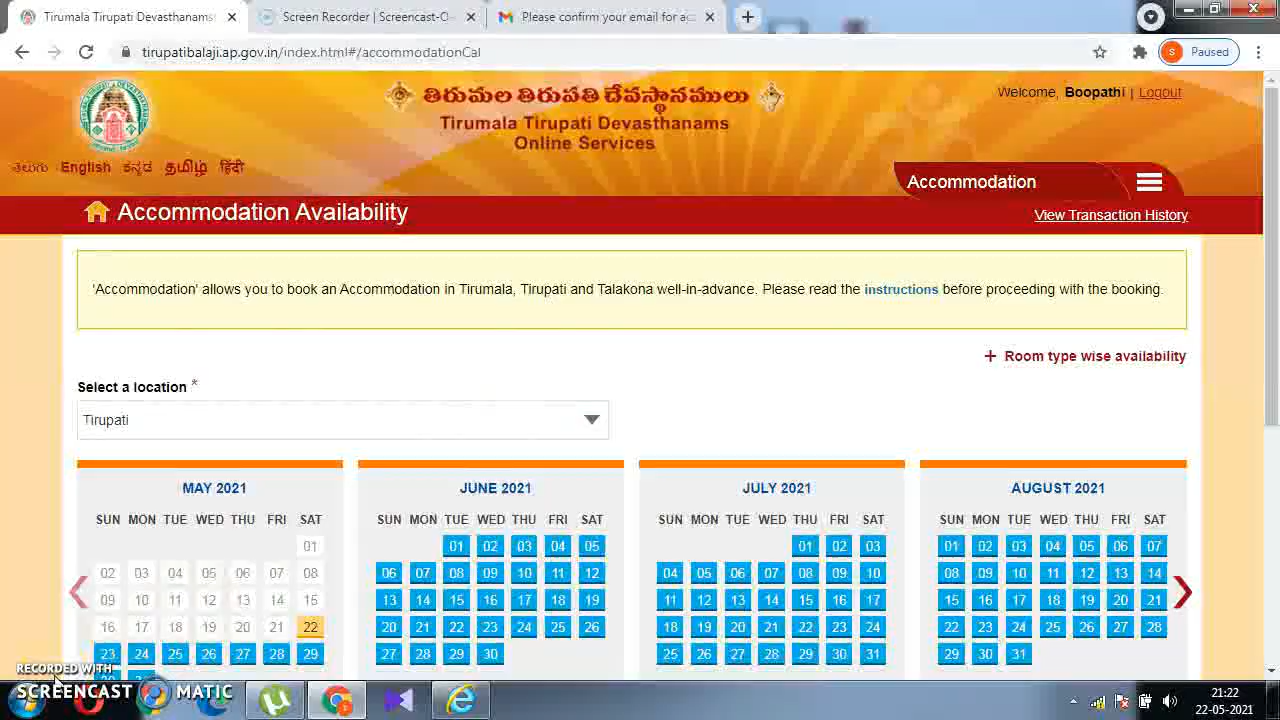 Tirumala Tirupati Devasthanams
Screen Recorder | Screencast-O
Please confirm your email for ac
tirupatibalaji.ap.gov.in/index.html#/accommodationCal
S Paused
తిరుమల తిరుపతి దేవస్థానములు
Tirumala Tirupati Devasthanams
Online Services
Welcome, Boopathi | Logout
తెలుగు English ಕನ್ನಡ தமிழ் हिंदी
Accommodation
Accommodation Availability
View Transaction History
'Accommodation' allows you to book an Accommodation in Tirumala, Tirupati and Talakona well-in-advance. Please read the instructions before proceeding with the booking.
+ Room type wise availability
Select a location *
Tirupati
MAY 2021 JUNE 2021 JULY 2021 AUGUST 2021
SUN MON TUE WED THU FRI SAT SUN MON TUE WED THU FRI SAT SUN MON TUE WED THU FRI SAT SUN MON TUE WED THU FRI SAT
01 01 02 03 04 05 01 02 03 01 02 03 04 05 06 07
02 03 04 05 06 07 08 06 07 08 09 10 11 12 04 05 06 07 08 09 10 08 09 10 11 12 13 14
09 10 11 12 13 14 15 13 14 15 16 17 18 19 11 12 13 14 15 16 17 15 16 17 18 19 20 21
16 17 18 19 20 21 22 20 21 22 23 24 25 26 18 19 20 21 22 23 24 22 23 24 25 26 27 28
23 24 25 26 27 28 29 27 28 29 30 25 26 27 28 29 30 31 29 30 31
RECORDED WITH
SCREENCAST MATIC
21:22
22-05-2021